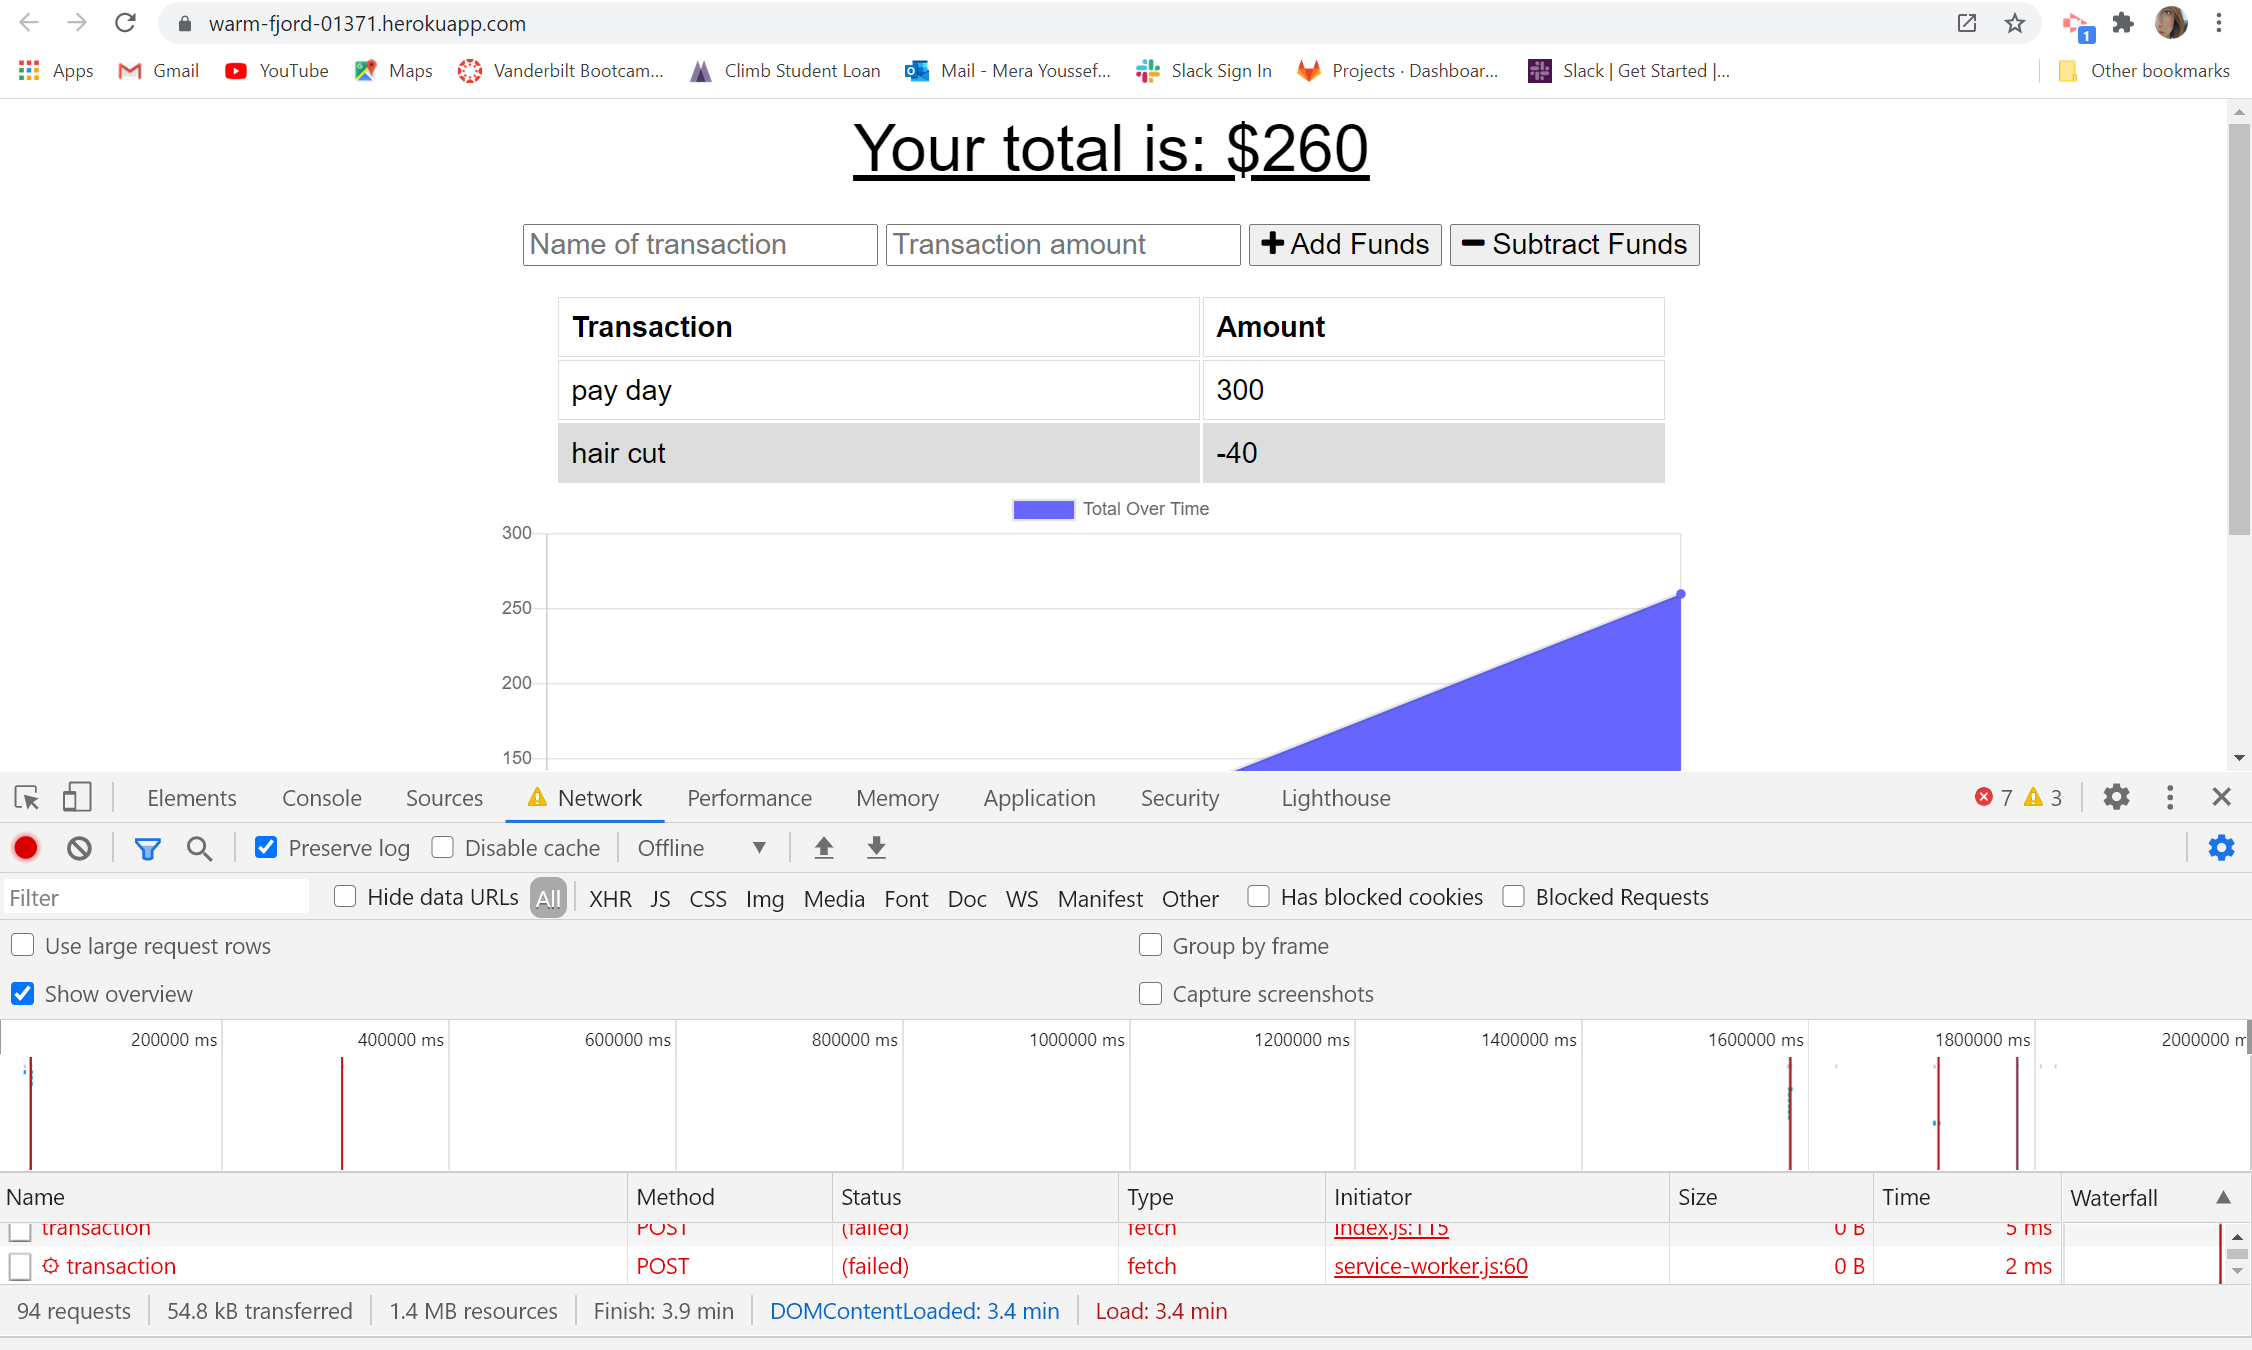 warm-fjord-01371.herokuapp.com
1
Apps Gmail YouTube Maps Vanderbilt Bootcam... Climb Student Loan Mail - Mera Youssef... Slack Sign In Projects · Dashboar... Slack | Get Started |... Other bookmarks
Your total is: $260
Name of transaction Transaction amount Add Funds Subtract Funds
Transaction Amount
pay day 300
hair cut -40
Total Over Time
300
250
200
150
Elements Console Sources Network Performance Memory Application Security Lighthouse 7 3
Preserve log Disable cache Offline
Filter Hide data URLs All XHR JS CSS Img Media Font Doc WS Manifest Other Has blocked cookies Blocked Requests
Use large request rows Group by frame
Show overview Capture screenshots
200000 ms 400000 ms 600000 ms 800000 ms 1000000 ms 1200000 ms 1400000 ms 1600000 ms 1800000 ms 2000000 m
Name Method Status Type Initiator Size Time Waterfall
transaction POST (failed) fetch index.js:115 0 B 5 ms
transaction POST (failed) fetch service-worker.js:60 0 B 2 ms
94 requests 54.8 kB transferred 1.4 MB resources Finish: 3.9 min DOMContentLoaded: 3.4 min Load: 3.4 min